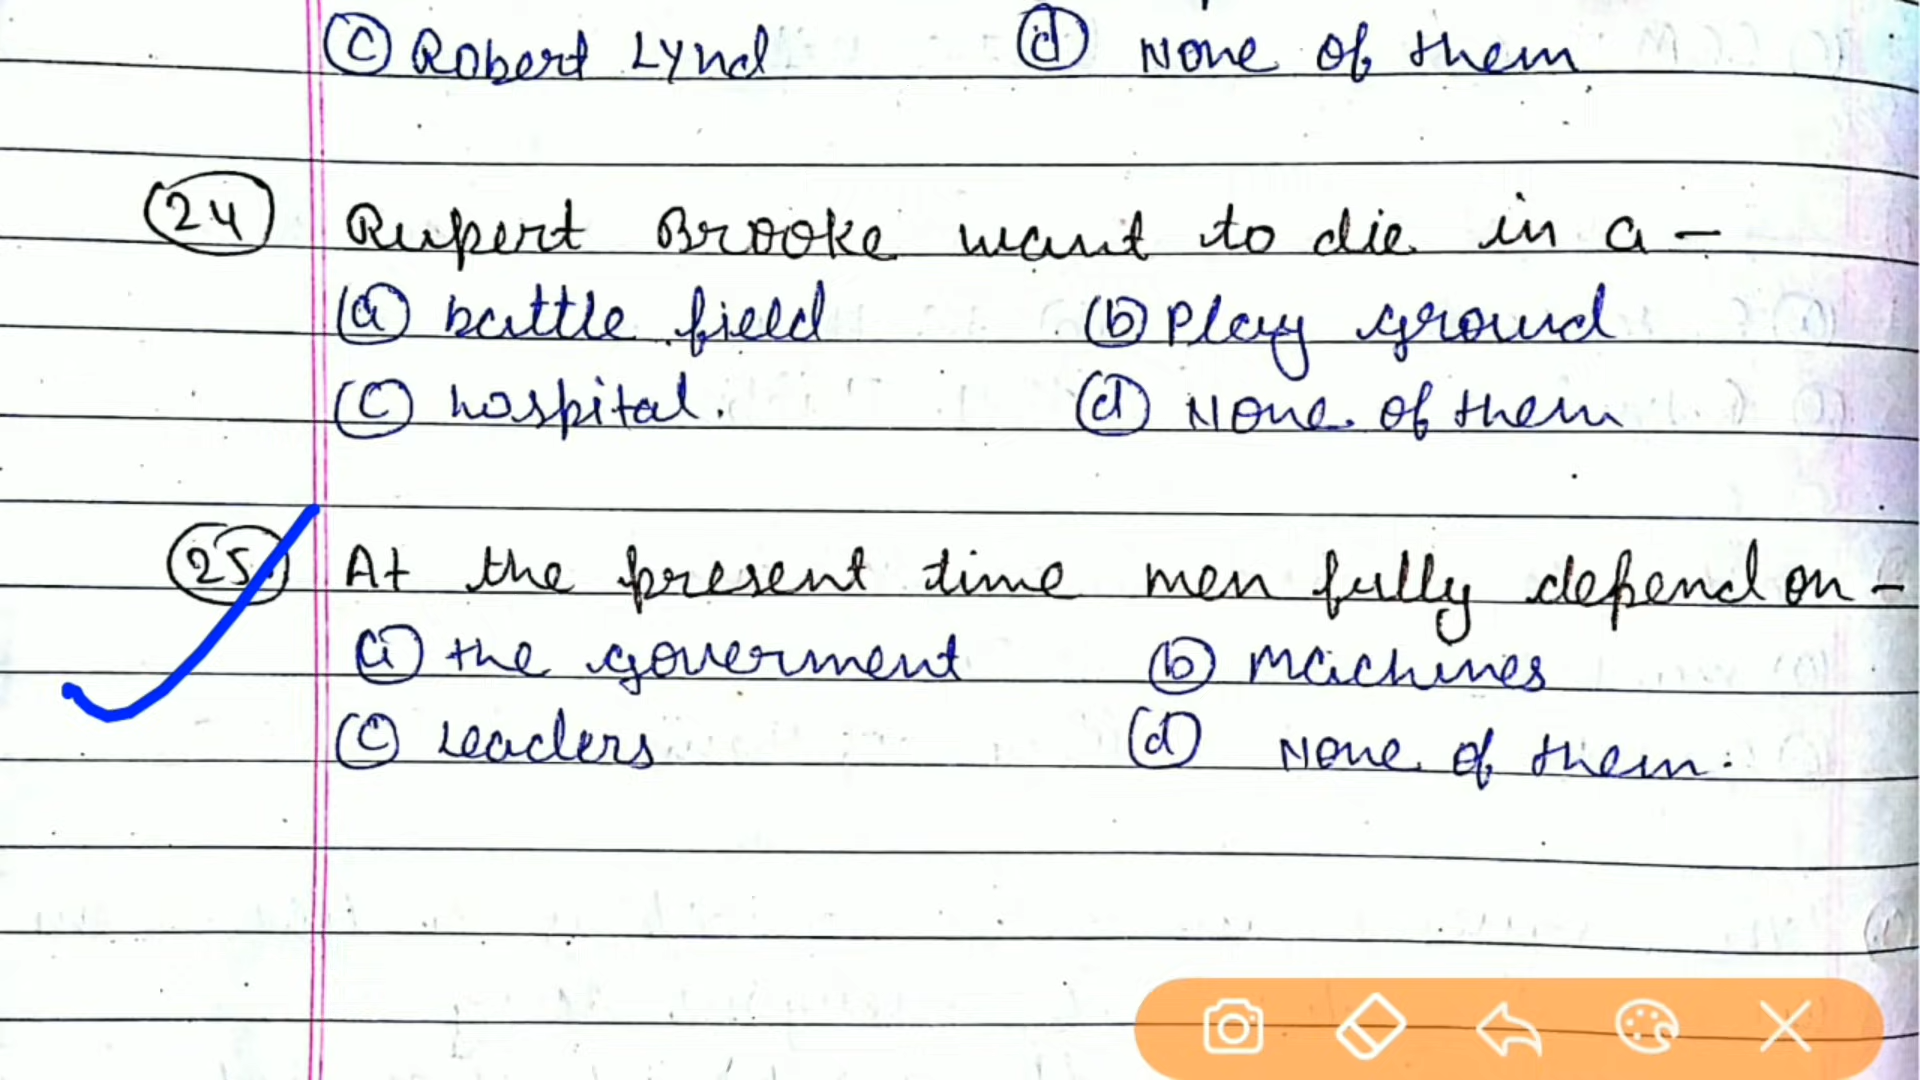 (c) Robert Lynd (d) None of them
(24) Rupert Brooke want to die in a -
(a) battle field (b) Play ground
(c) hospital. (d) None of them
(25) At the present time men fully depend on -
(a) the goverment (b) Machines
(c) Leaders (d) None of them.